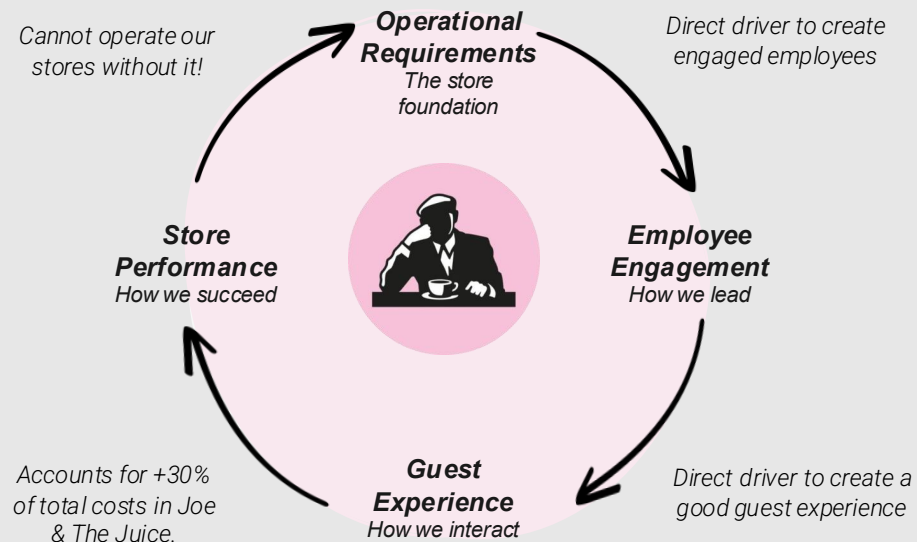 Cannot operate our
stores without it!
Operational
Requirements
The store
foundation
Direct driver to create
engaged employees
Store
Performance
How we succeed
Employee
Engagement
How we lead
Accounts for +30%
of total costs in Joe
& The Juice.
Guest
Experience
How we interact
Direct driver to create a
good guest experience